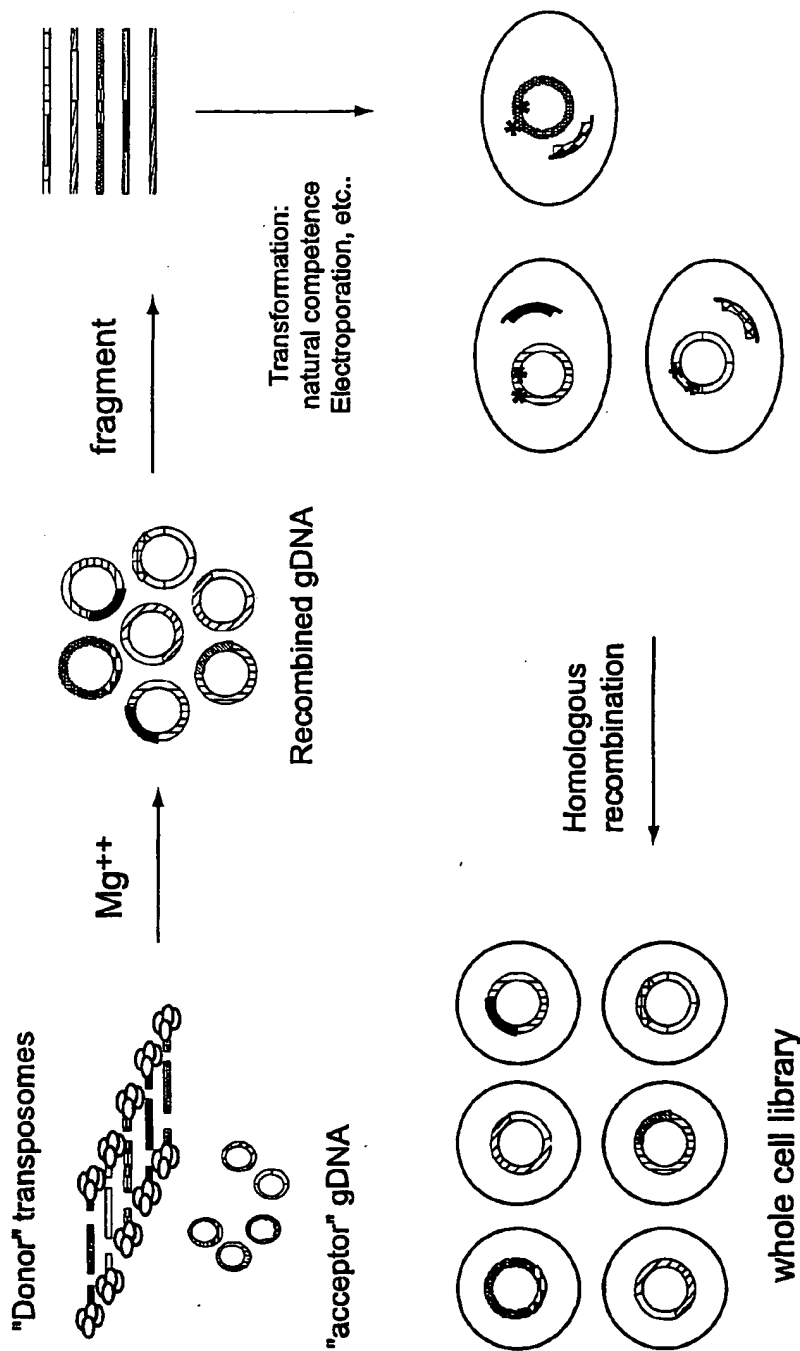 "Donor" transposomes
"acceptor" gDNA
Mg++
Recombined gDNA
fragment
Transformation:
natural competence
Electroporation, etc..
Homologous
recombination
whole cell library